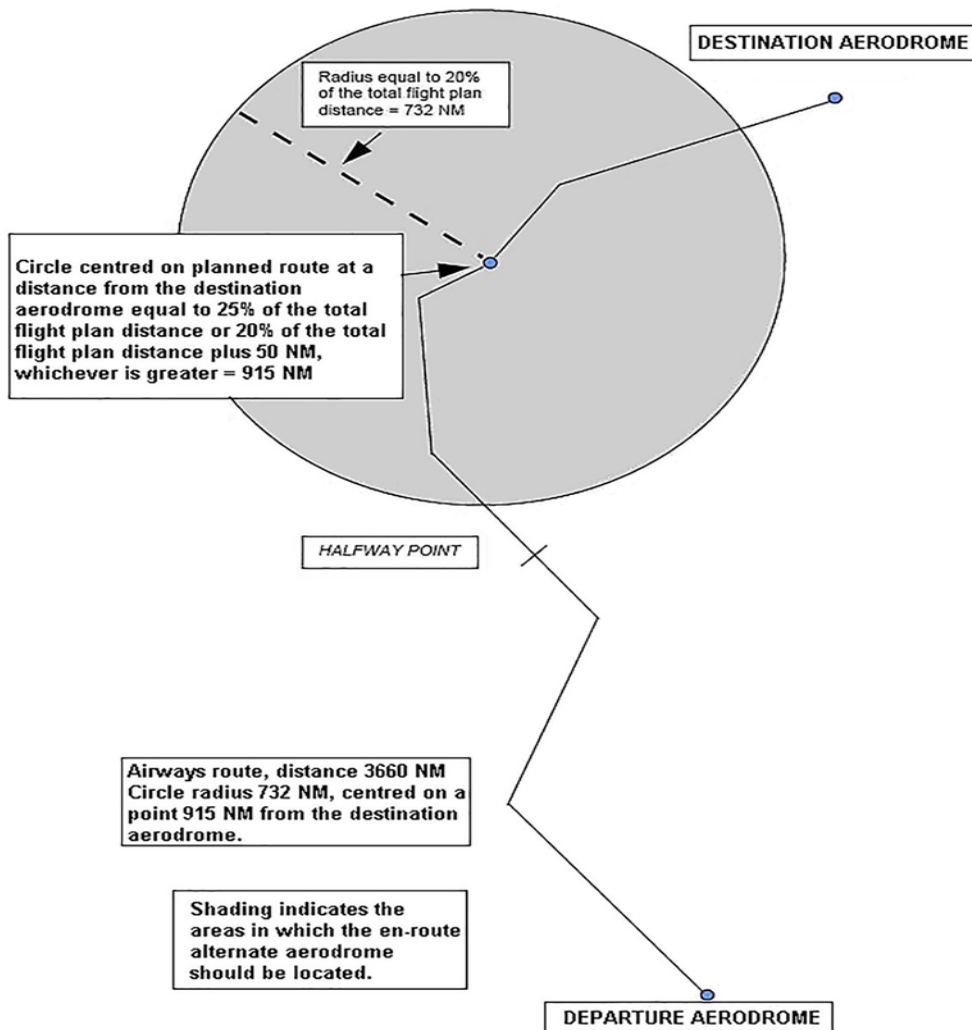 DESTINATION AERODROME
Radius equal to 20%
of the total flight plan
distance = 732 NM
Circle centred on planned route at a
distance from the destination
aerodrome equal to 25% of the total
flight plan distance or 20% of the total
flight plan distance plus 50 NM,
whichever is greater = 915 NM
HALFWAY POINT
Airways route, distance 3660 NM
Circle radius 732 NM, centred on a
point 915 NM from the destination
aerodrome.
Shading indicates the
areas in which the en-route
alternate aerodrome
should be located.
DEPARTURE AERODROME